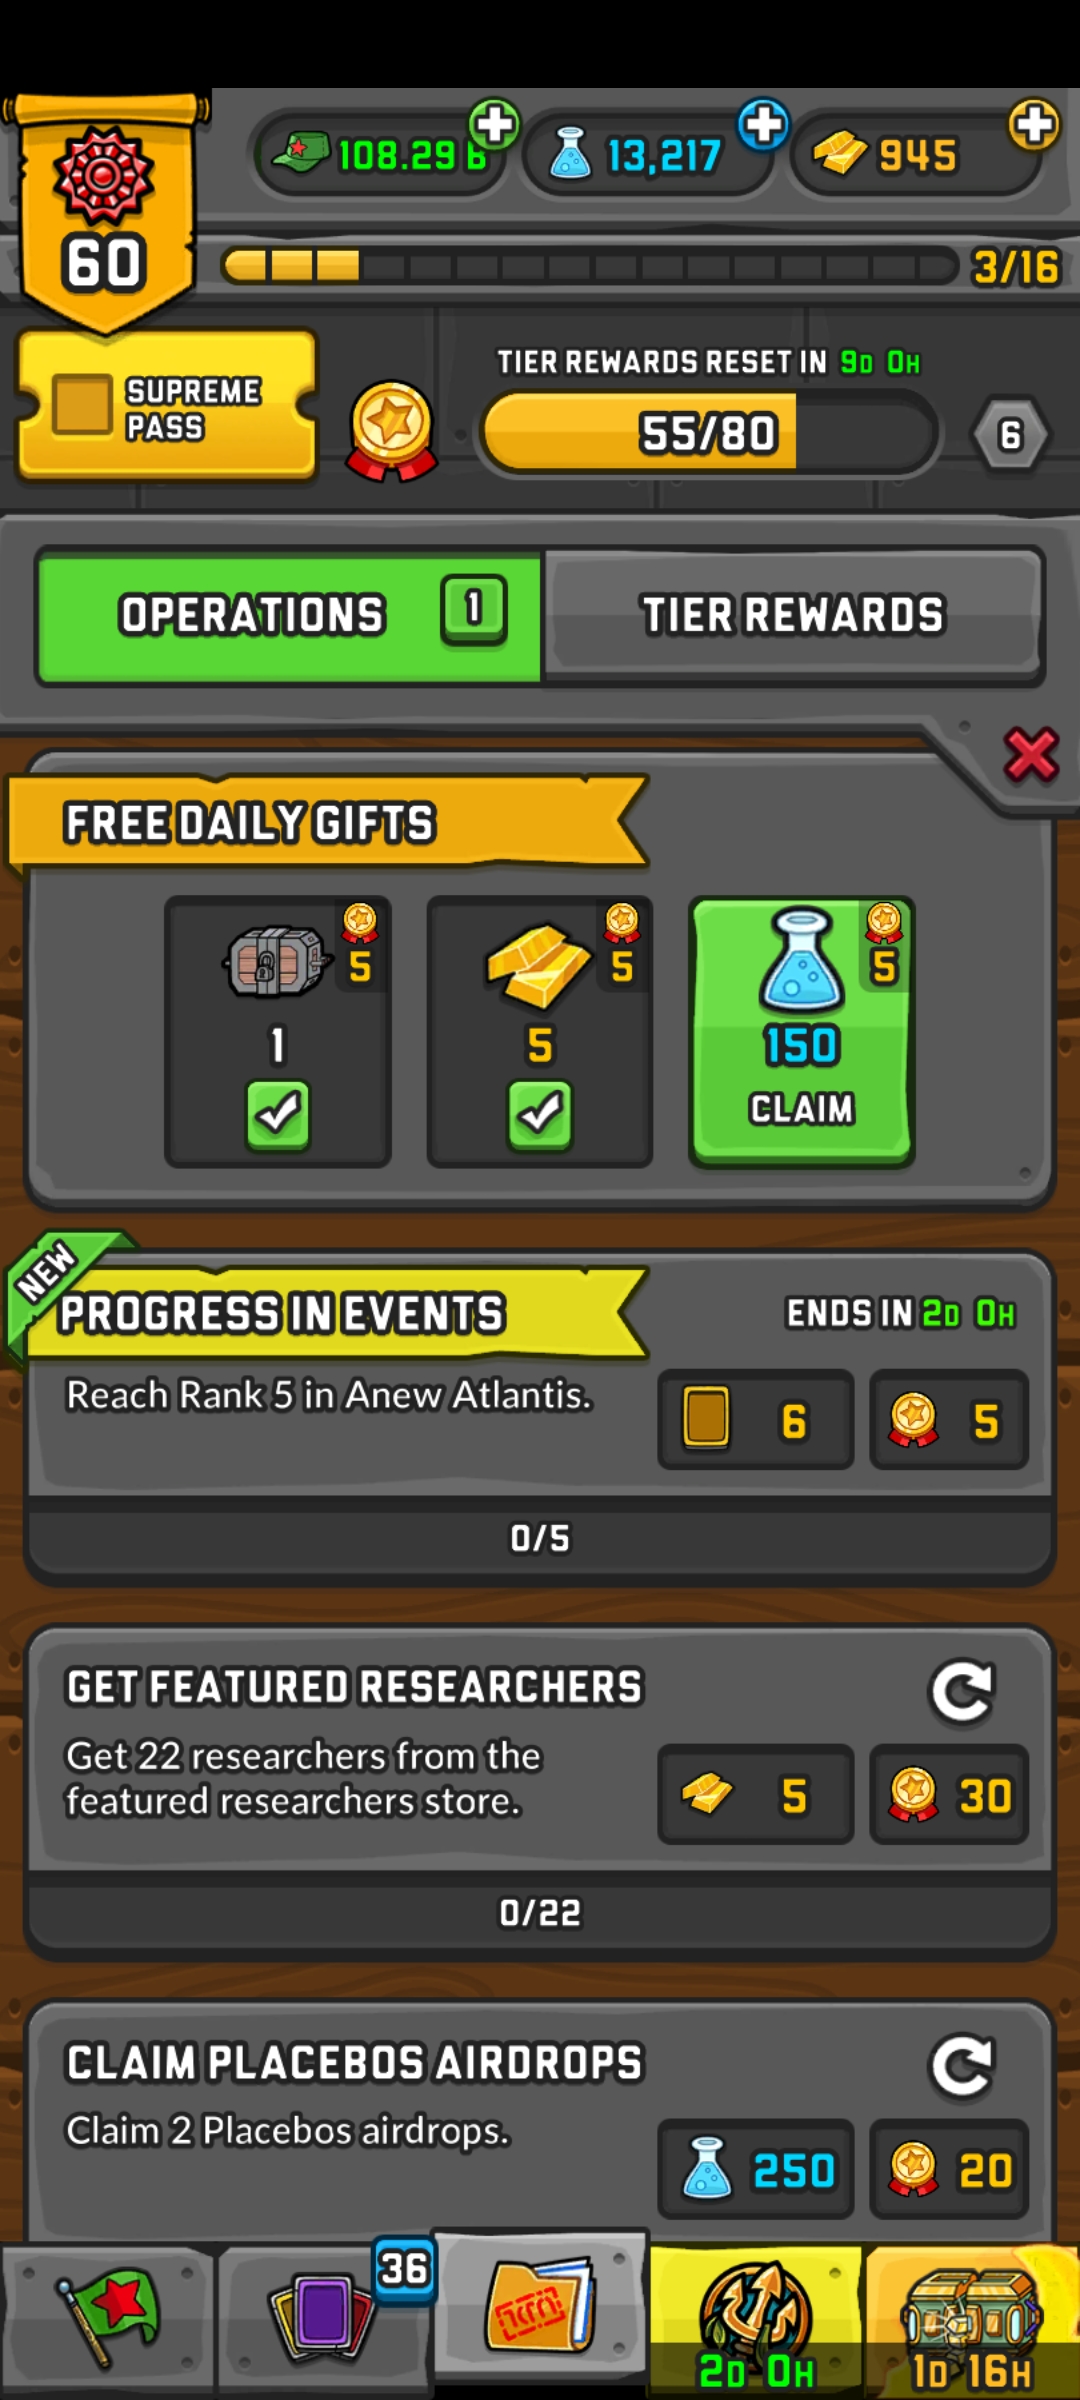 108.29 B
13,217
945
60
3/16
SUPREME
PASS
TIER REWARDS RESET IN 9D 0H
55/80
6
OPERATIONS
1
TIER REWARDS
FREE DAILY GIFTS
5
5
5
1
5
150
CLAIM
NEW
PROGRESS IN EVENTS
ENDS IN 2D 0H
Reach Rank 5 in Anew Atlantis.
6
5
0/5
GET FEATURED RESEARCHERS
Get 22 researchers from the
featured researchers store.
5
30
0/22
CLAIM PLACEBOS AIRDROPS
Claim 2 Placebos airdrops.
250
20
36
2D 0H
1D 16H